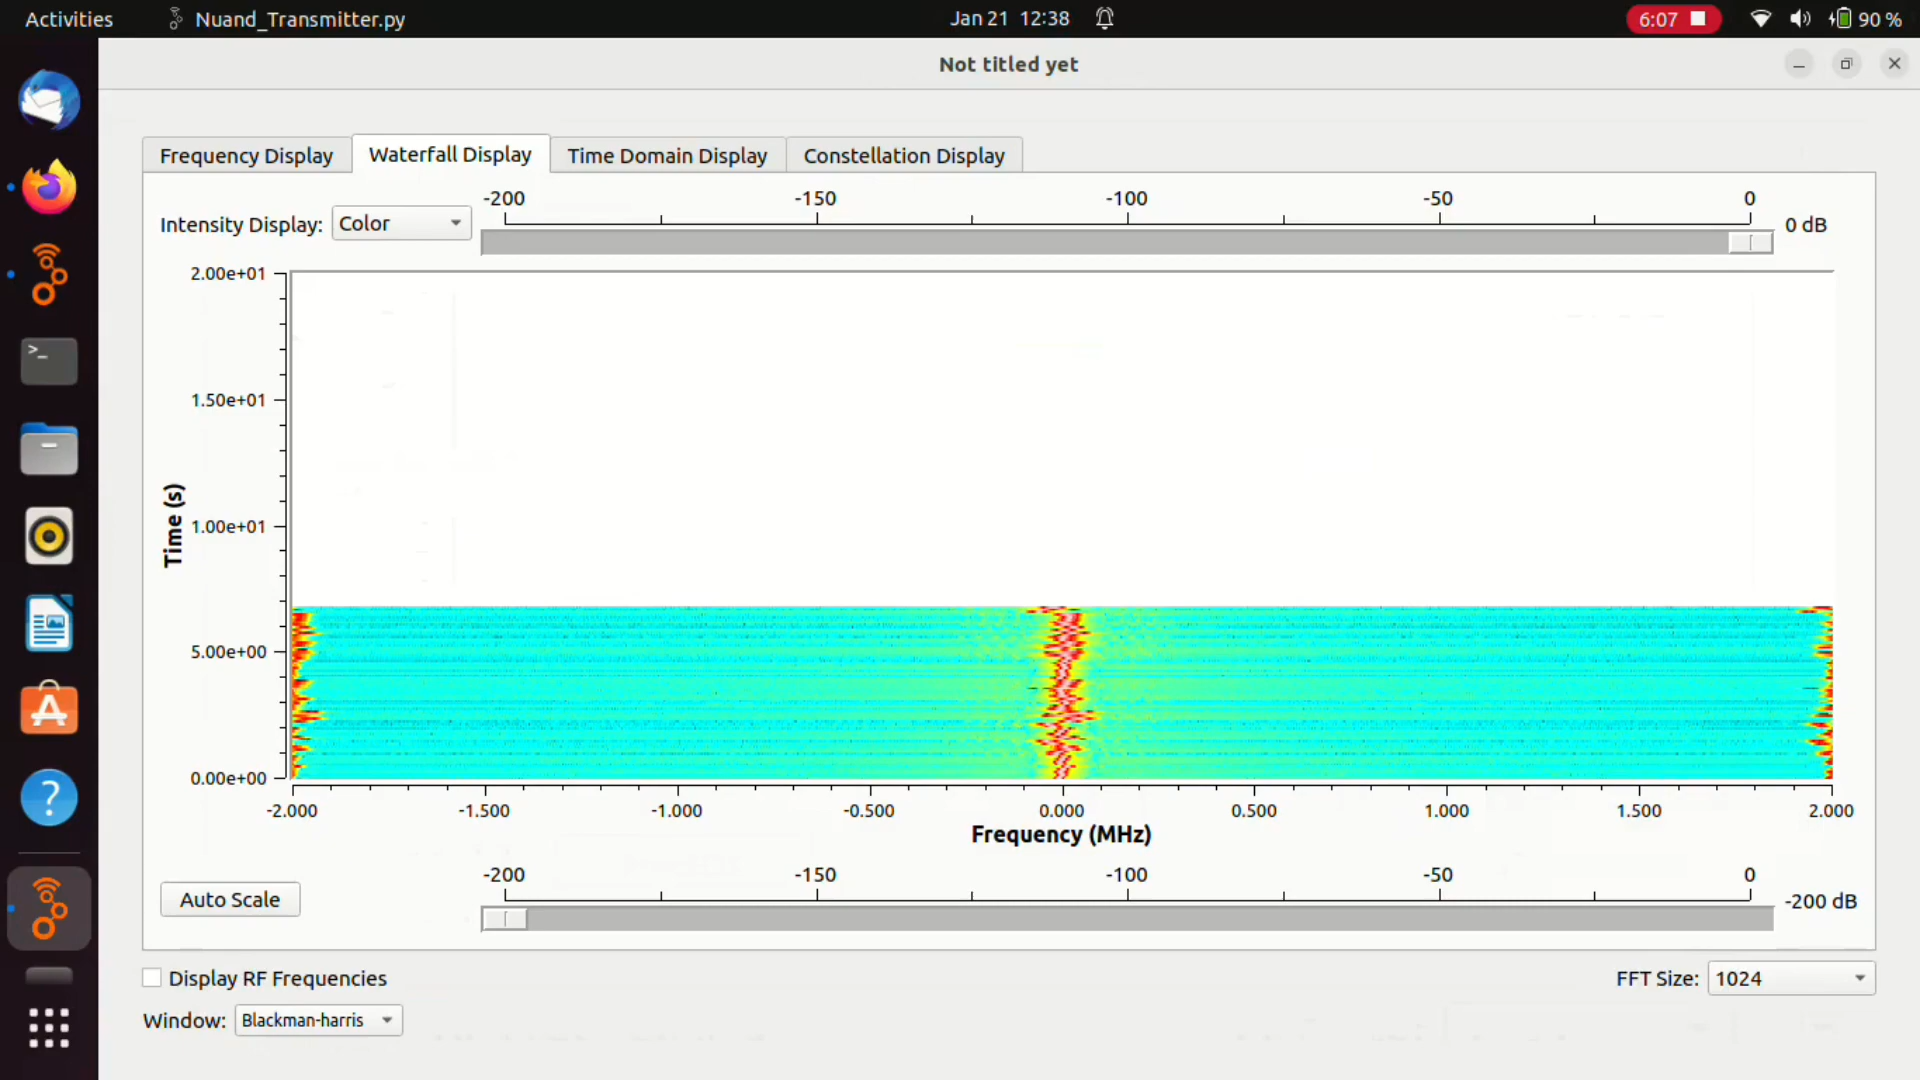 Activities Nuand_Transmitter.py Jan 21 12:38 6:07 90 %
Not titled yet
Frequency Display Waterfall Display Time Domain Display Constellation Display
-200 -150 -100 -50 0
Intensity Display: Color 0 dB
2.00e+01
1.50e+01
1.00e+01
5.00e+00
0.00e+00
Time (s)
-2.000 -1.500 -1.000 -0.500 0.000 0.500 1.000 1.500 2.000
Frequency (MHz)
-200 -150 -100 -50 0
Auto Scale -200 dB
Display RF Frequencies FFT Size: 1024
Window: Blackman-harris